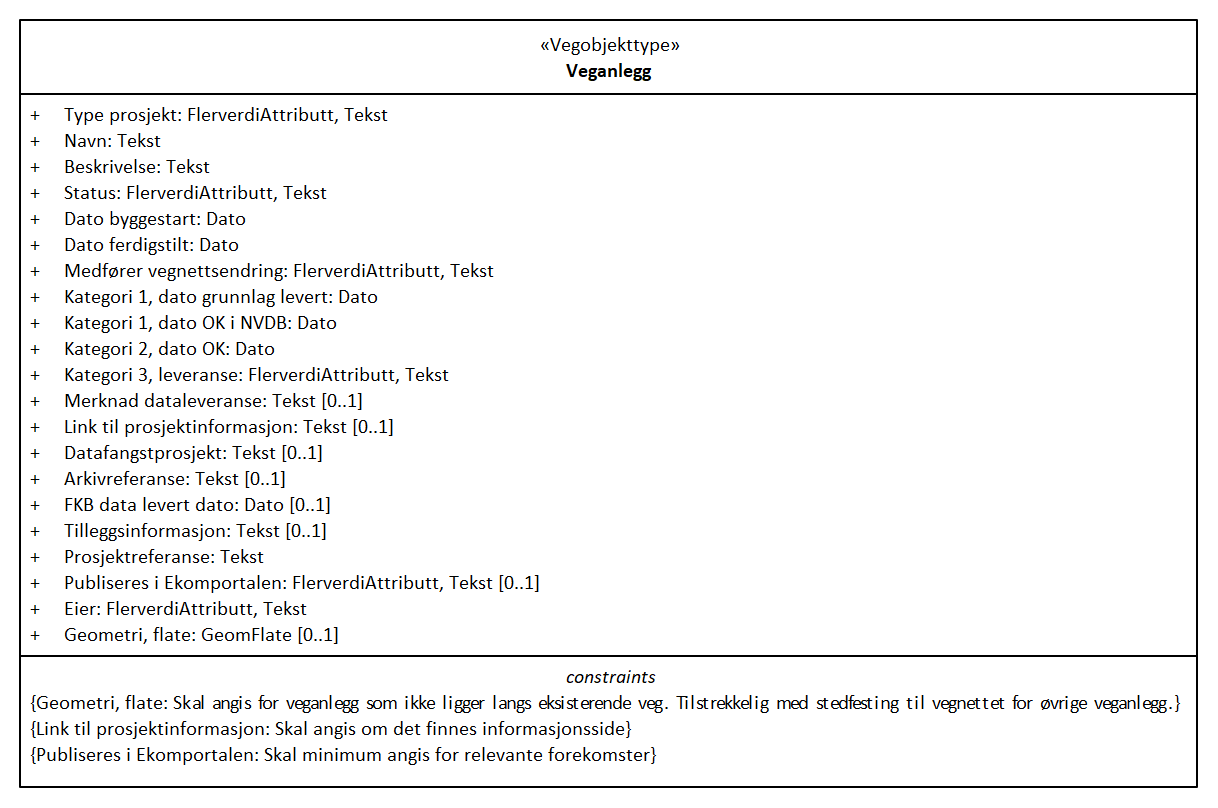 «Vegobjekttype»
Veganlegg
+ Type prosjekt: FlerverdiAttributt, Tekst
+ Navn: Tekst
+ Beskrivelse: Tekst
+ Status: FlerverdiAttributt, Tekst
+ Dato byggestart: Dato
+ Dato ferdigstilt: Dato
+ Medfører vegnettsendring: FlerverdiAttributt, Tekst
+ Kategori 1, dato grunnlag levert: Dato
+ Kategori 1, dato OK i NVDB: Dato
+ Kategori 2, dato OK: Dato
+ Kategori 3, leveranse: FlerverdiAttributt, Tekst
+ Merknad dataleveranse: Tekst [0..1]
+ Link til prosjektinformasjon: Tekst [0..1]
+ Datafangstprosjekt: Tekst [0..1]
+ Arkivreferanse: Tekst [0..1]
+ FKB data levert dato: Dato [0..1]
+ Tilleggsinformasjon: Tekst [0..1]
+ Prosjektreferanse: Tekst
+ Publiseres i Ekomportalen: FlerverdiAttributt, Tekst [0..1]
+ Eier: FlerverdiAttributt, Tekst
+ Geometri, flate: GeomFlate [0..1]
constraints
{Geometri, flate: Skal angis for veganlegg som ikke ligger langs eksisterende veg. Tilstrekkelig med stedfesting til vegnettet for øvrige veganlegg.}
{Link til prosjektinformasjon: Skal angis om det finnes informasjonsside}
{Publiseres i Ekomportalen: Skal minimum angis for relevante forekomster}